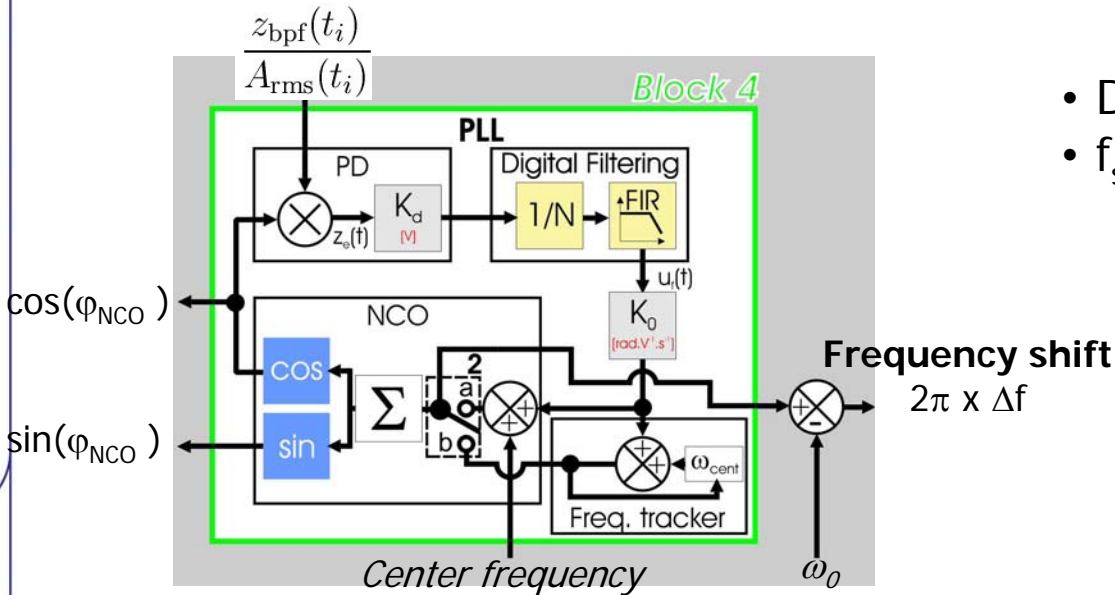 z_bpf(t_i)
A_rms(t_i)
Block 4
PLL
PD
Digital Filtering
K_d
[V]
z_e(t)
1/N
FIR
u_f(t)
K_0
[rad.V⁻¹.s⁻¹]
cos(φ_NCO )
NCO
2
a
b
cos
sin
Σ
+
+
sin(φ_NCO )
Frequency shift
2π x Δf
+
-
+
+
ω_cent
Freq. tracker
Center frequency
ω_0
• D
• f_s